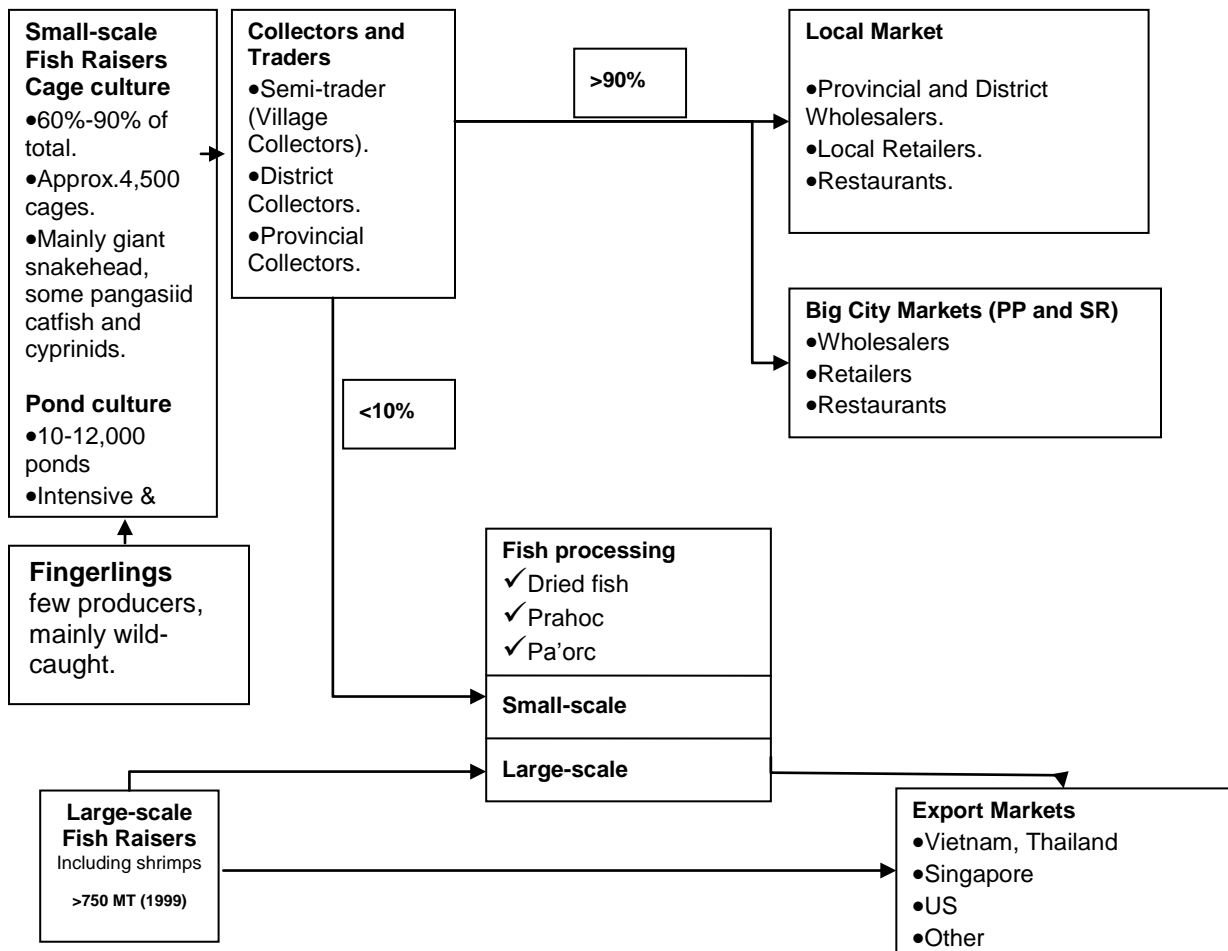 Small-scale
Fish Raisers
Cage culture
•60%-90% of
total.
•Approx.4,500
cages.
•Mainly giant
snakehead,
some pangasiid
catfish and
cyprinids.
Pond culture
•10-12,000
ponds
•Intensive &
Fingerlings
few producers,
mainly wild-
caught.
Collectors and
Traders
•Semi-trader
(Village
Collectors).
•District
Collectors.
•Provincial
Collectors.
>90%
<10%
Local Market
•Provincial and District
Wholesalers.
•Local Retailers.
•Restaurants.
Big City Markets (PP and SR)
•Wholesalers
•Retailers
•Restaurants
Fish processing
✓Dried fish
✓Prahoc
✓Pa’orc
Small-scale
Large-scale
Large-scale
Fish Raisers
Including shrimps
>750 MT (1999)
Export Markets
•Vietnam, Thailand
•Singapore
•US
•Other